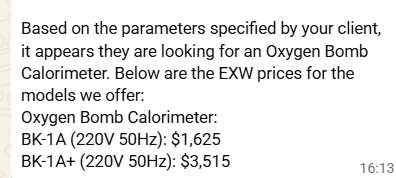 Based on the parameters specified by your client,
it appears they are looking for an Oxygen Bomb
Calorimeter. Below are the EXW prices for the
models we offer:
Oxygen Bomb Calorimeter:
BK-1A (220V 50Hz): $1,625
BK-1A+ (220V 50Hz): $3,515
16:13